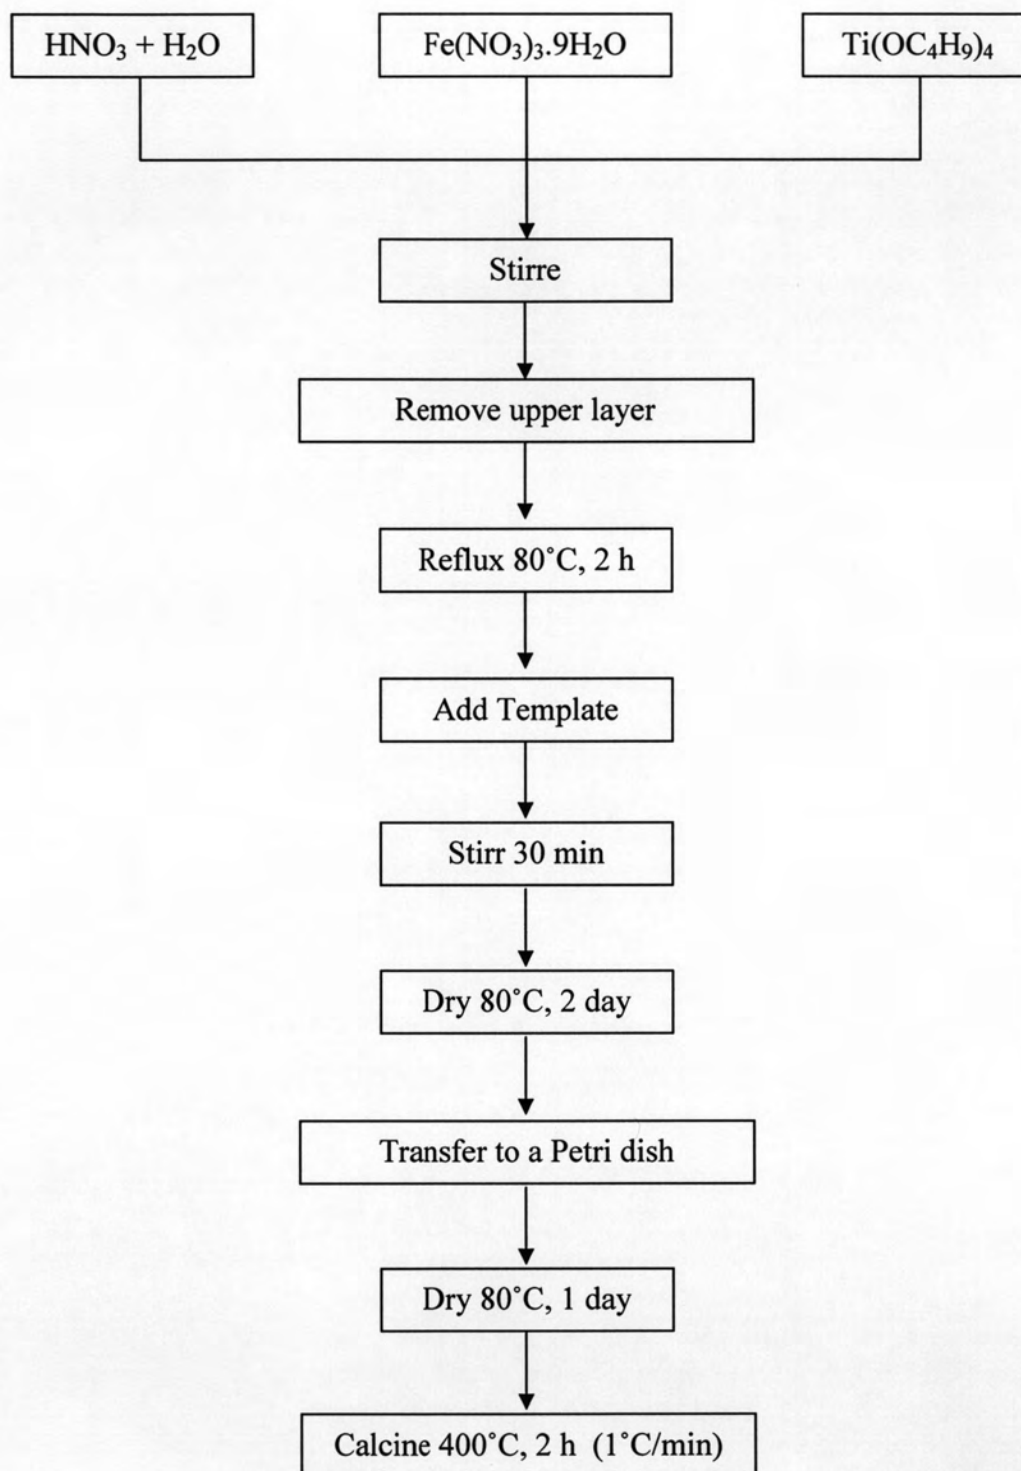 HNO₃ + H₂O
Fe(NO₃)₃.9H₂O
Ti(OC₄H₉)₄
Stirre
Remove upper layer
Reflux 80˚C, 2 h
Add Template
Stirr 30 min
Dry 80˚C, 2 day
Transfer to a Petri dish
Dry 80˚C, 1 day
Calcine 400˚C, 2 h (1˚C/min)